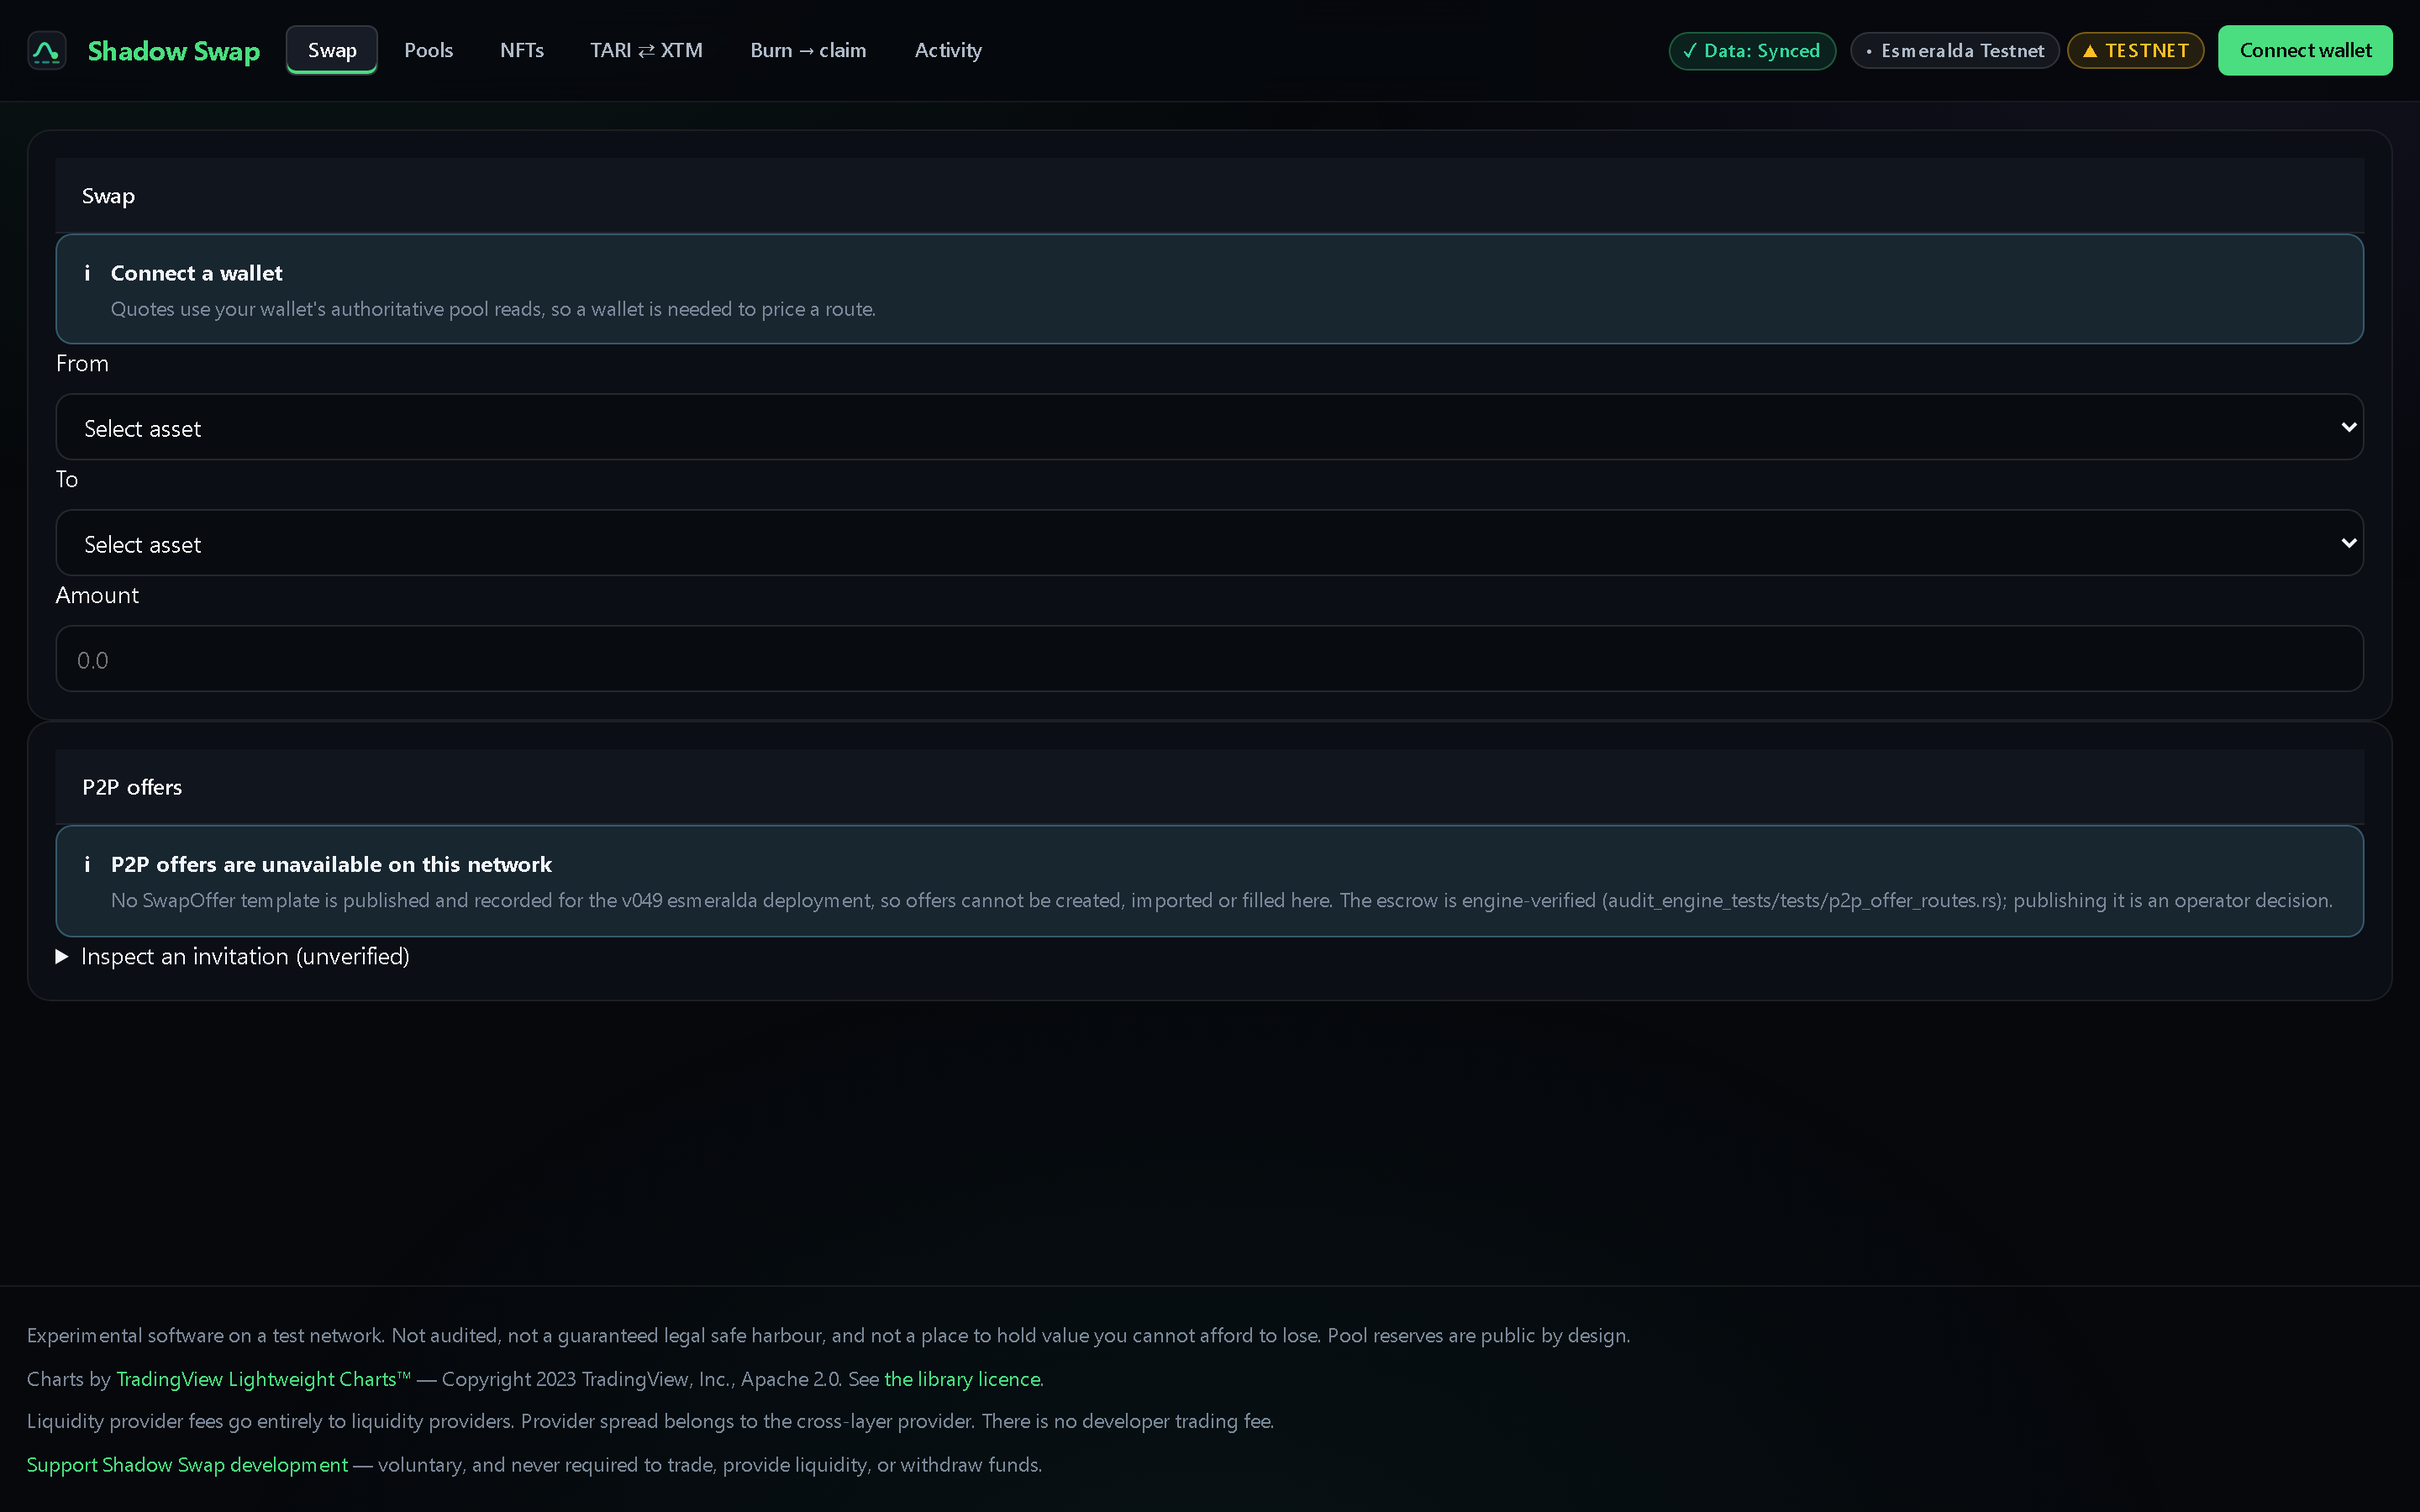 Shadow Swap
Swap
Pools
NFTs
TARI ⇄ XTM
Burn → claim
Activity
✓ Data: Synced
• Esmeralda Testnet
▲ TESTNET
Connect wallet
Swap
i Connect a wallet
Quotes use your wallet's authoritative pool reads, so a wallet is needed to price a route.
From
Select asset
To
Select asset
Amount
0.0
P2P offers
i P2P offers are unavailable on this network
No SwapOffer template is published and recorded for the v049 esmeralda deployment, so offers cannot be created, imported or filled here. The escrow is engine-verified (audit_engine_tests/tests/p2p_offer_routes.rs); publishing it is an operator decision.
▶ Inspect an invitation (unverified)
Experimental software on a test network. Not audited, not a guaranteed legal safe harbour, and not a place to hold value you cannot afford to lose. Pool reserves are public by design.
Charts by TradingView Lightweight Charts™ — Copyright 2023 TradingView, Inc., Apache 2.0. See the library licence.
Liquidity provider fees go entirely to liquidity providers. Provider spread belongs to the cross-layer provider. There is no developer trading fee.
Support Shadow Swap development — voluntary, and never required to trade, provide liquidity, or withdraw funds.